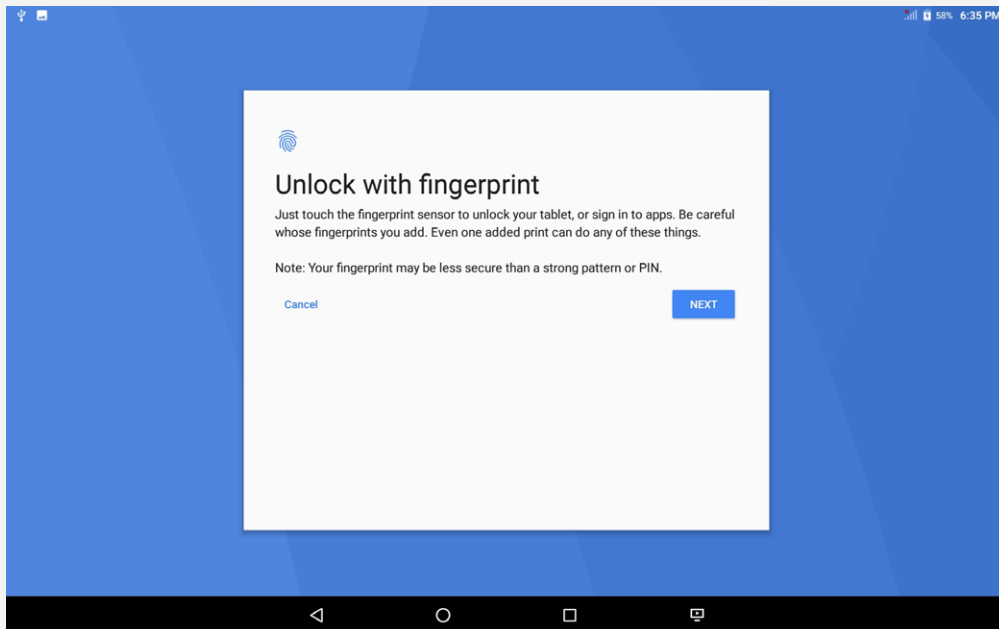 58% 6:35 PM
Unlock with fingerprint
Just touch the fingerprint sensor to unlock your tablet, or sign in to apps. Be careful
whose fingerprints you add. Even one added print can do any of these things.
Note: Your fingerprint may be less secure than a strong pattern or PIN.
Cancel NEXT